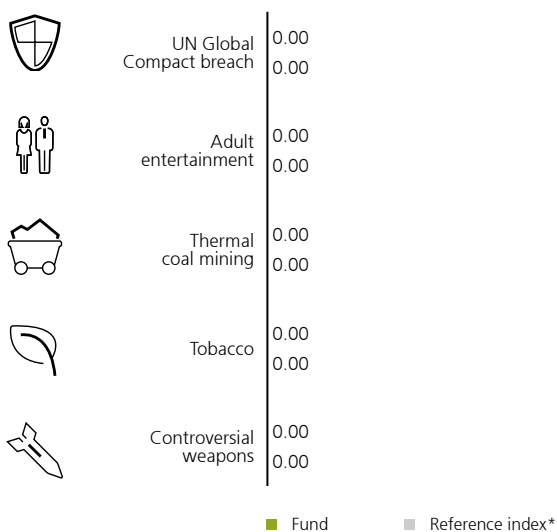 UN Global
Compact breach
0.00
0.00
Adult
entertainment
0.00
0.00
Thermal
coal mining
0.00
0.00
Tobacco
0.00
0.00
Controversial
weapons
0.00
0.00
Fund
Reference index*